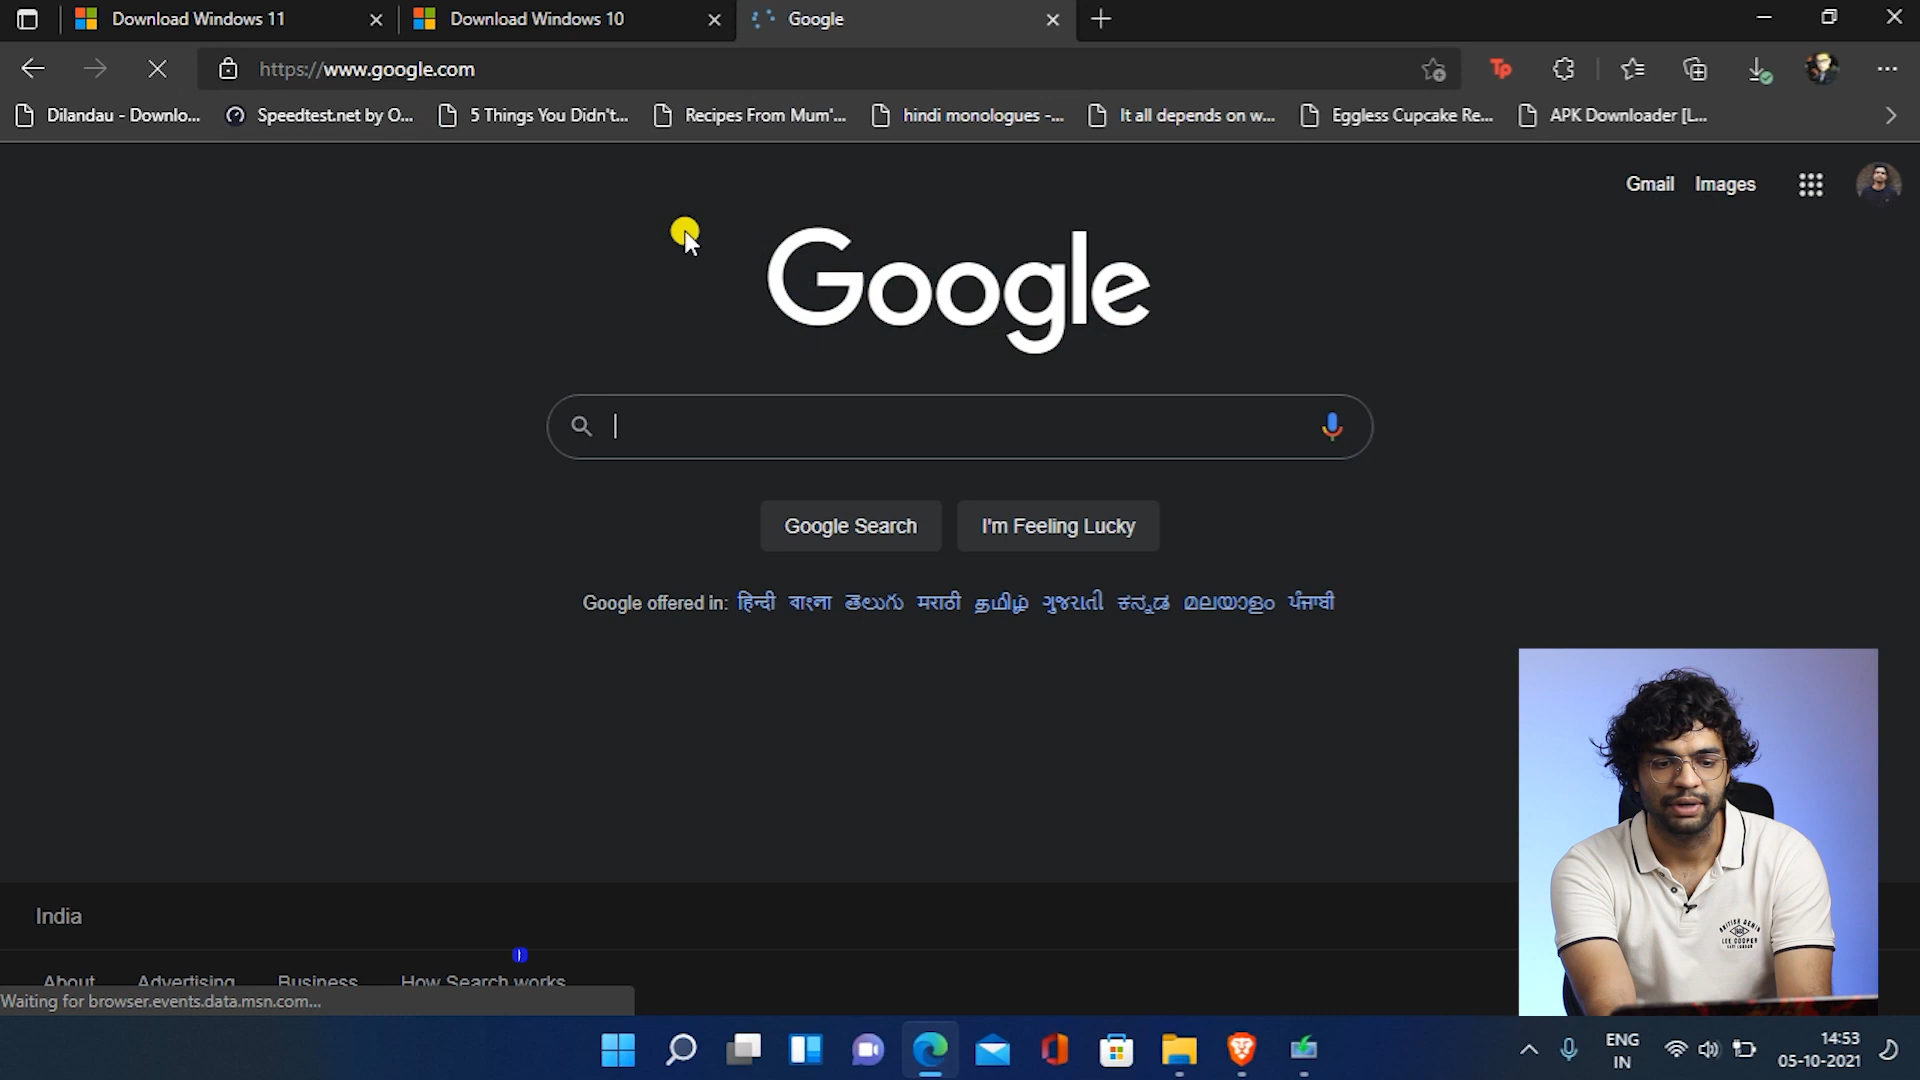 Download Windows 11
Download Windows 10
Google
https://www.google.com
Tp
Dilandau - Downlo...
Speedtest.net by O...
5 Things You Didn't...
Recipes From Mum'...
hindi monologues -...
It all depends on w...
Eggless Cupcake Re...
APK Downloader [L...
Gmail
Images
Google
Google Search
I'm Feeling Lucky
Google offered in: हिन्दी বাংলা తెలుగు मराठी தமிழ் ગુજરાતી ಕನ್ನಡ മലയാളം ਪੰਜਾਬੀ
India
About
Advertising
Business
How Search works
Waiting for browser.events.data.msn.com...
LEE COOPER
ENG
IN
14:53
05-10-2021